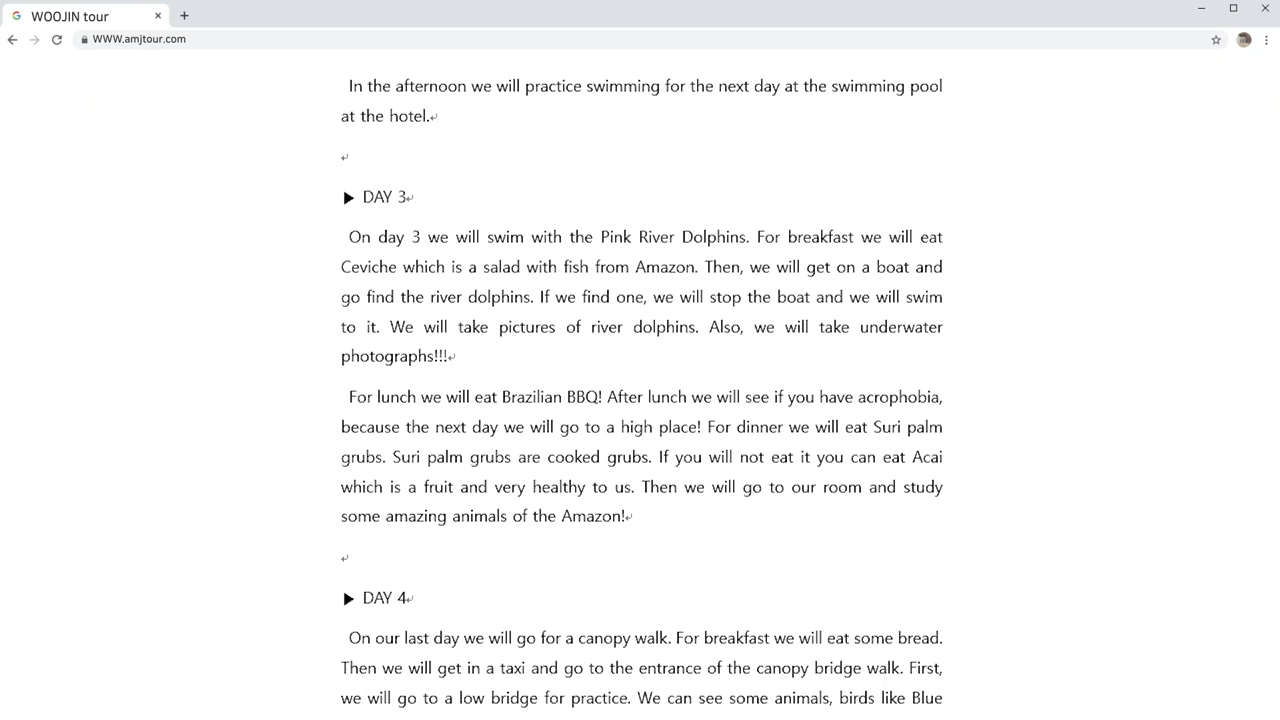 WOOJIN tour
WWW.amjtour.com
In the afternoon we will practice swimming for the next day at the swimming pool
at the hotel.
▶ DAY 3
On day 3 we will swim with the Pink River Dolphins. For breakfast we will eat
Ceviche which is a salad with fish from Amazon. Then, we will get on a boat and
go find the river dolphins. If we find one, we will stop the boat and we will swim
to it. We will take pictures of river dolphins. Also, we will take underwater
photographs!!!
For lunch we will eat Brazilian BBQ! After lunch we will see if you have acrophobia,
because the next day we will go to a high place! For dinner we will eat Suri palm
grubs. Suri palm grubs are cooked grubs. If you will not eat it you can eat Acai
which is a fruit and very healthy to us. Then we will go to our room and study
some amazing animals of the Amazon!
▶ DAY 4
On our last day we will go for a canopy walk. For breakfast we will eat some bread.
Then we will get in a taxi and go to the entrance of the canopy bridge walk. First,
we will go to a low bridge for practice. We can see some animals, birds like Blue